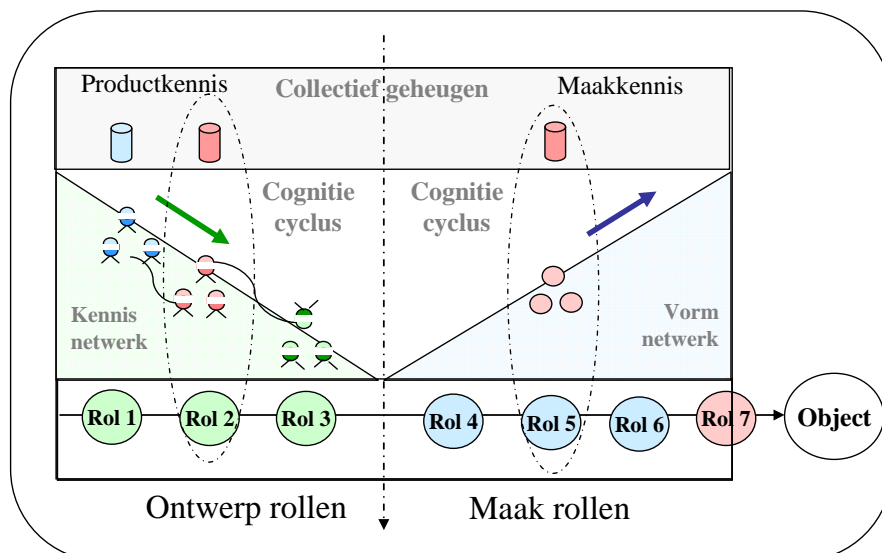 Productkennis
Collectief geheugen
Maakkennis
Cognitie
cyclus
Cognitie
cyclus
Kennis
netwerk
Vorm
netwerk
Rol 1
Rol 2
Rol 3
Rol 4
Rol 5
Rol 6
Rol 7
Object
Ontwerp rollen
Maak rollen